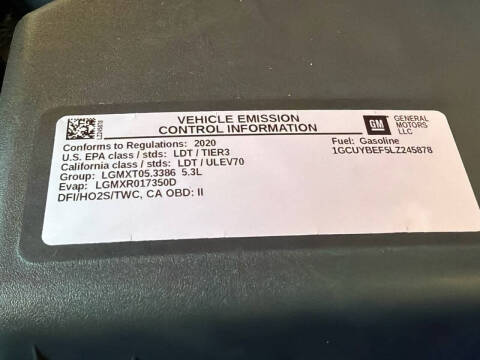 VEHICLE EMISSION
CONTROL INFORMATION
GM
GENERAL
MOTORS
LLC
Conforms to Regulations: 2020
U.S. EPA class / stds: LDT / TIER3
California class / stds: LDT / ULEV70
Group: LGMXT05.3386 5.3L
Evap: LGMXR017350D
DFI/HO2S/TWC, CA OBD: II
Fuel: Gasoline
1GCUYBEF5LZ245878
LZ245878